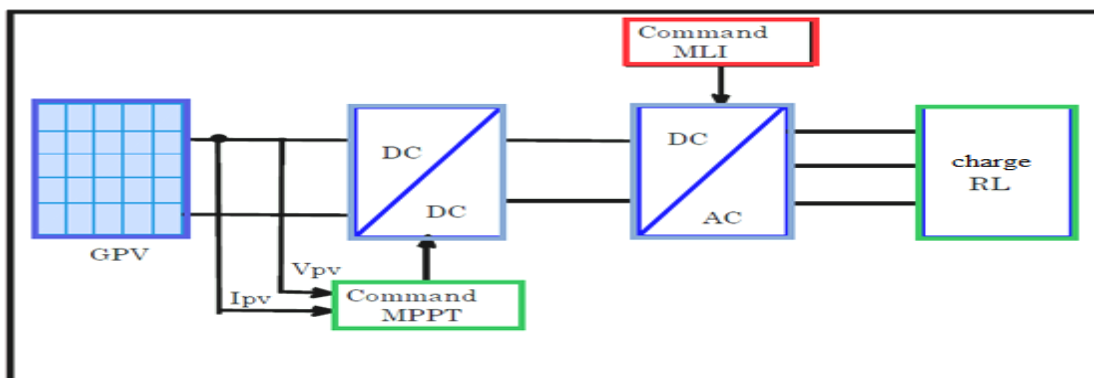 Command
MLI
DC
DC
DC
AC
charge
RL
GPV
Vpv
Ipv
Command
MPPT